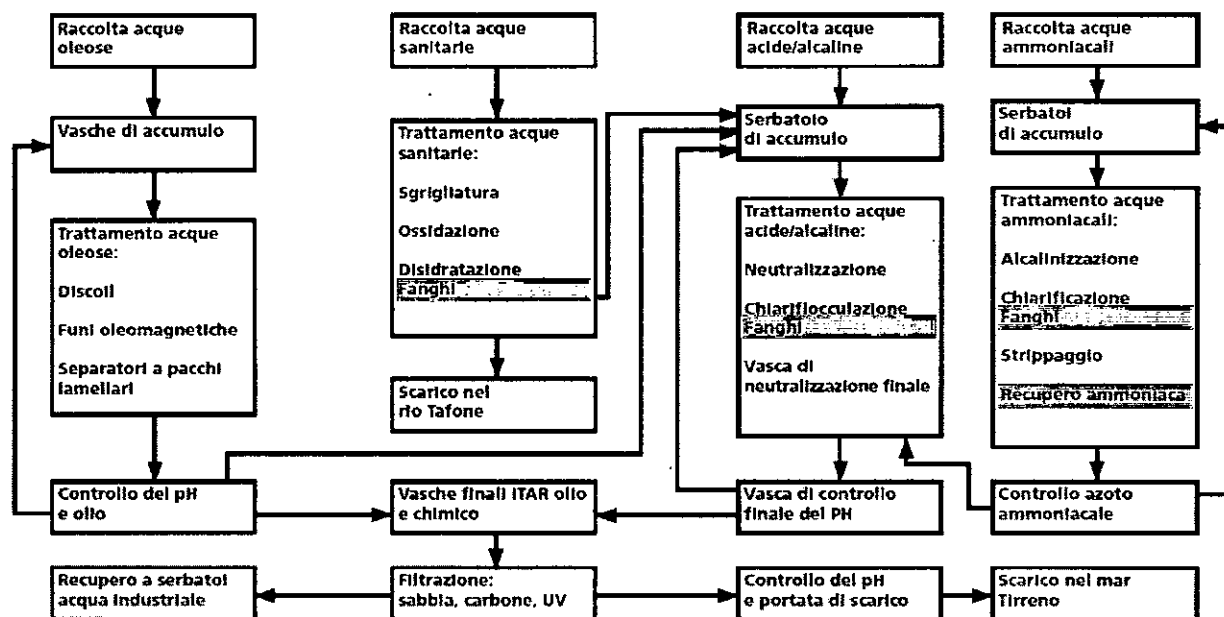 Raccolta acque
oleose
Raccolta acque
sanitarie
Raccolta acque
acide/alcaline
Raccolta acque
ammoniacali
Vasche di accumulo
Trattamento acque
sanitarie:
Sgrigliatura
Ossidazione
Disidratazione
Fanghi
Serbatoio
di accumulo
Serbatoi
di accumulo
Trattamento acque
oleose:
Discoil
Funi oleomagnetiche
Separatori a pacchi
lamellari
Trattamento acque
acide/alcaline:
Neutralizzazione
Chiariflocculazione
Fanghi
Vasca di
neutralizzazione finale
Trattamento acque
ammoniacali:
Alcalinizzazione
Chiarificazione
Fanghi
Strippaggio
Recupero ammoniaca
Scarico nel
rio Tafone
Controllo del pH
e olio
Vasche finali ITAR olio
e chimico
Vasca di controllo
finale del PH
Controllo azoto
ammoniacale
Recupero a serbatoi
acqua industriale
Filtrazione:
sabbia, carbone, UV
Controllo del pH
e portata di scarico
Scarico nel mar
Tirreno